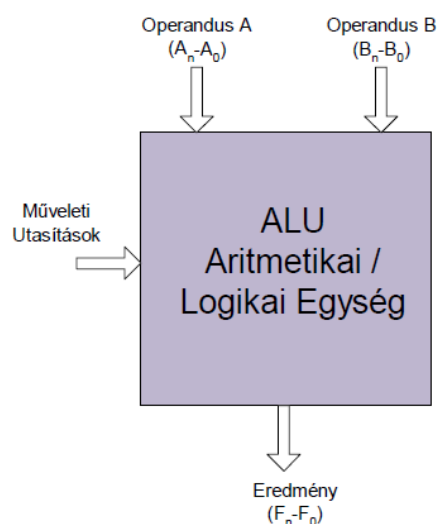 Operandus A
(Aₙ-A₀)
Operandus B
(Bₙ-B₀)
Műveleti
Utasítások
ALU
Aritmetikai /
Logikai Egység
Eredmény
(Fₙ-F₀)